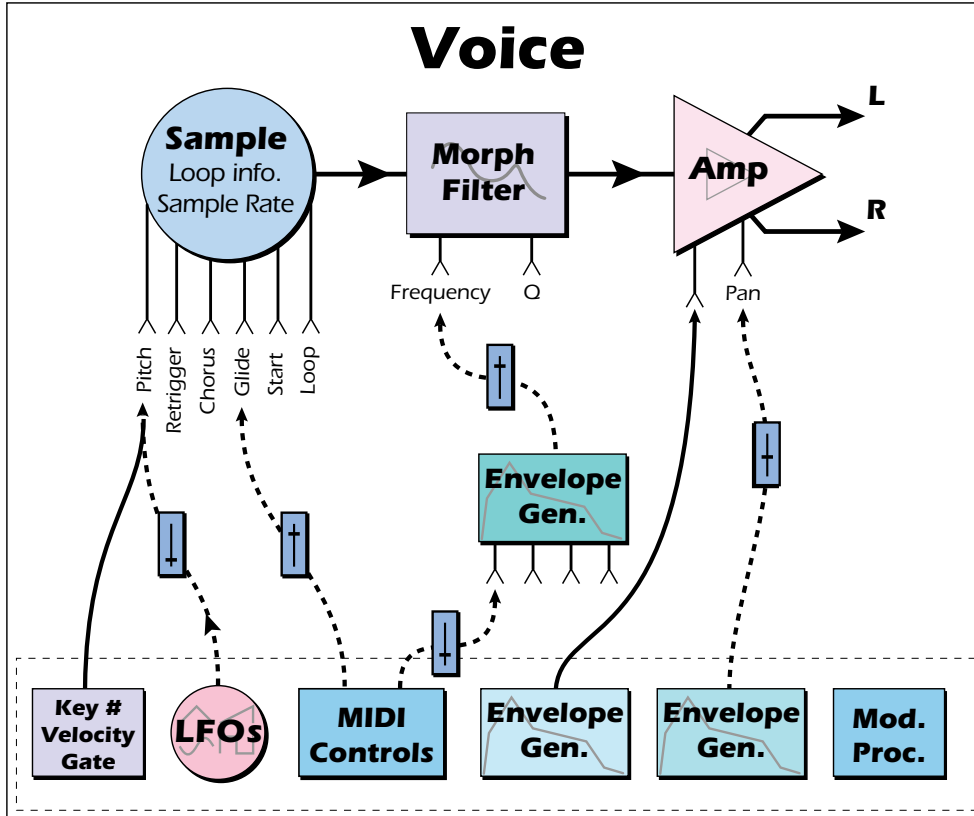 Voice
Sample
Loop info.
Sample Rate
Morph
Filter
Amp
L
R
Frequency
Q
Pan
Pitch
Retrigger
Chorus
Glide
Start
Loop
Envelope
Gen.
Key #
Velocity
Gate
LFOs
MIDI
Controls
Envelope
Gen.
Envelope
Gen.
Mod.
Proc.